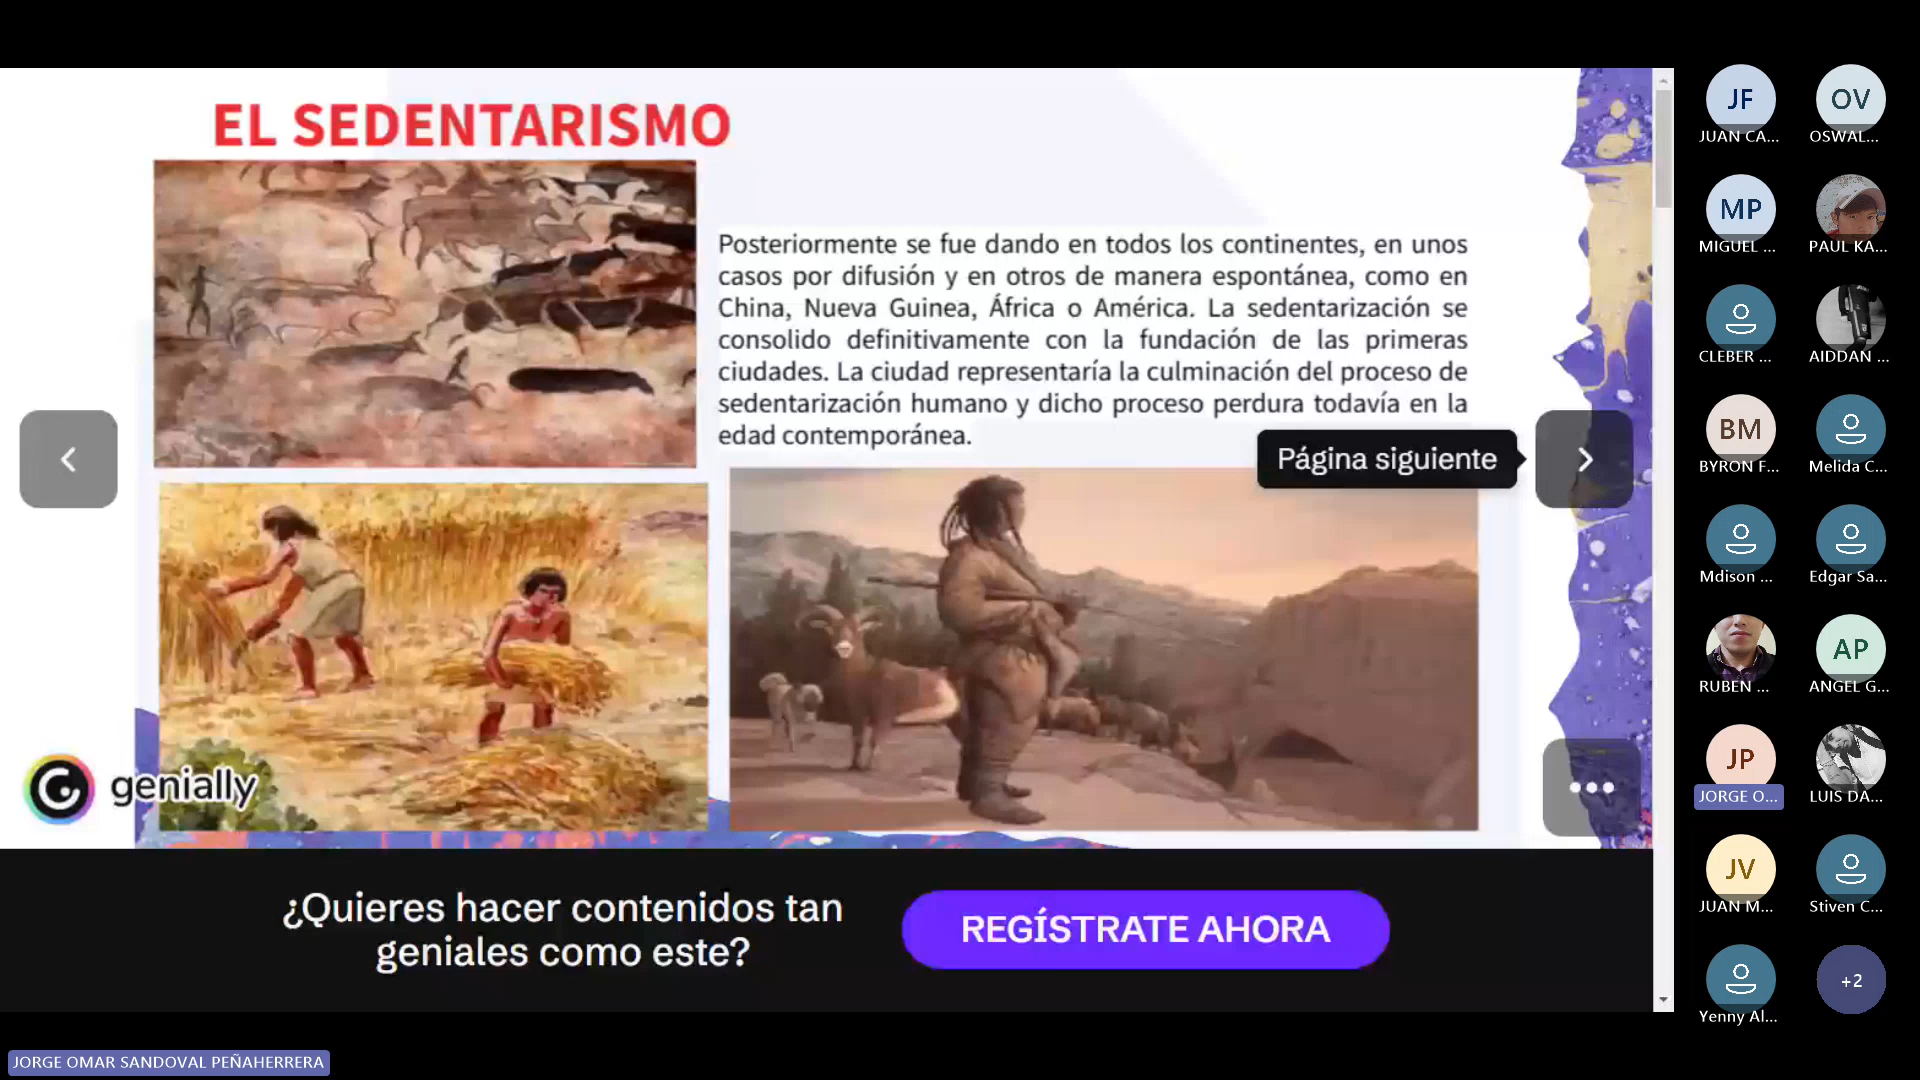 EL SEDENTARISMO
Posteriormente se fue dando en todos los continentes, en unos
casos por difusión y en otros de manera espontánea, como en
China, Nueva Guinea, África o América. La sedentarización se
consolido definitivamente con la fundación de las primeras
ciudades. La ciudad representaría la culminación del proceso de
sedentarización humano y dicho proceso perdura todavía en la
edad contemporánea.
Página siguiente
genially
¿Quieres hacer contenidos tan
geniales como este?
REGÍSTRATE AHORA
JF
JUAN CA...
OV
OSWAL...
MP
MIGUEL ...
PAUL KA...
CLEBER ...
AIDDAN ...
BM
BYRON F...
Melida C...
Mdison ...
Edgar Sa...
RUBEN ...
AP
ANGEL G...
JP
JORGE O...
LUIS DA...
JV
JUAN M...
Stiven C...
Yenny Al...
+2
JORGE OMAR SANDOVAL PEÑAHERRERA